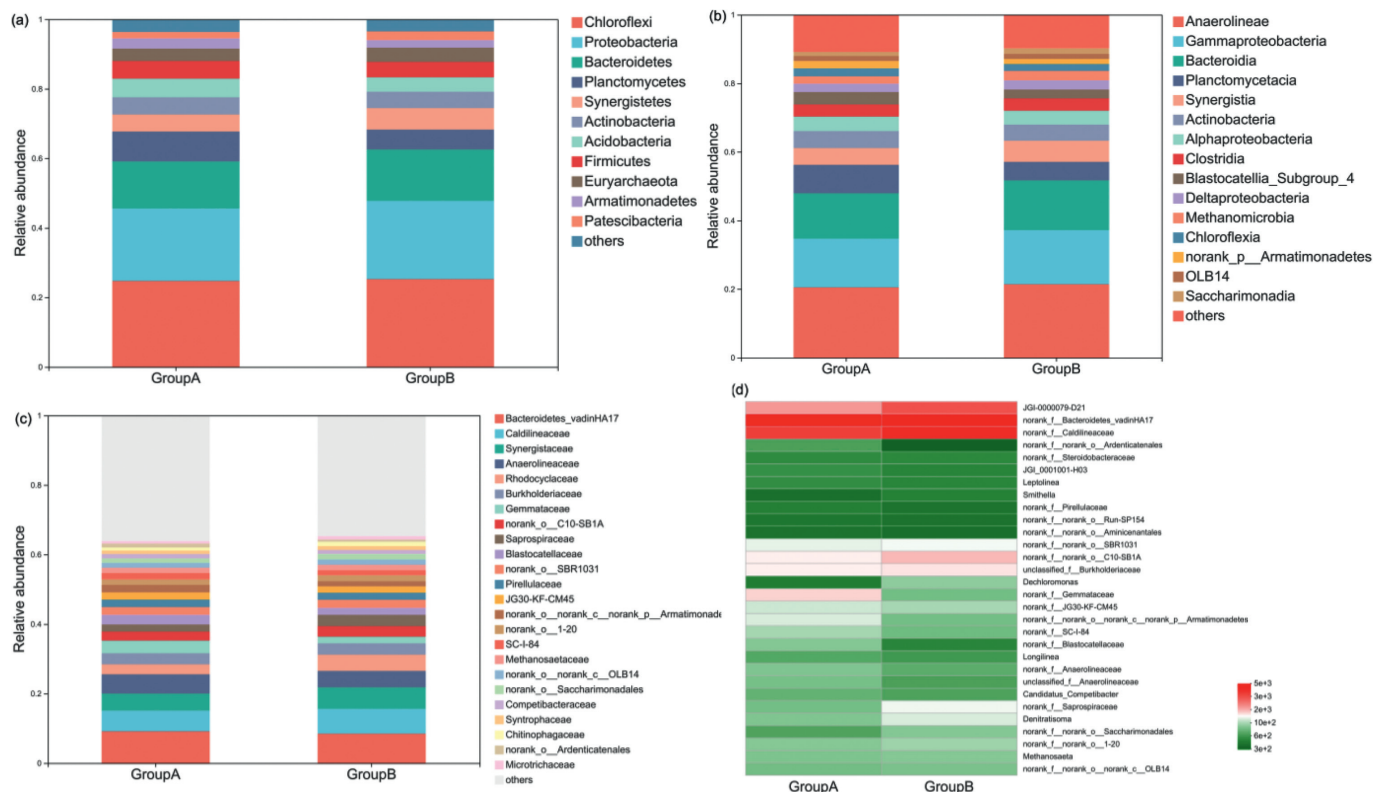 (a)
Relative abundance
1
0.8
0.6
0.4
0.2
0
GroupA
GroupB
Chloroflexi
Proteobacteria
Bacteroidetes
Planctomycetes
Synergistetes
Actinobacteria
Acidobacteria
Firmicutes
Euryarchaeota
Armatimonadetes
Patescibacteria
others
(b)
Relative abundance
1
0.8
0.6
0.4
0.2
0
GroupA
GroupB
Anaerolineae
Gammaproteobacteria
Bacteroidia
Planctomycetacia
Synergistia
Actinobacteria
Alphaproteobacteria
Clostridia
Blastocatellia_Subgroup_4
Deltaproteobacteria
Methanomicrobia
Chloroflexia
norank_p__Armatimonadetes
OLB14
Saccharimonadia
others
(c)
Relative abundance
1
0.8
0.6
0.4
0.2
0
GroupA
GroupB
Bacteroidetes_vadinHA17
Caldilineaceae
Synergistaceae
Anaerolineaceae
Rhodocyclaceae
Burkholderiaceae
Gemmataceae
norank_o__C10-SB1A
Saprospiraceae
Blastocatellaceae
norank_o__SBR1031
Pirellulaceae
JG30-KF-CM45
norank_o__norank_c__norank_p__Armatimonade
norank_o__1-20
SC-I-84
Methanosaetaceae
norank_o__norank_c__OLB14
norank_o__Saccharimonadales
Competibacteraceae
Syntrophaceae
Chitinophagaceae
norank_o__Ardenticatenales
Microtrichaceae
others
(d)
JGI-0000079-D21
norank_f__Bacteroidetes_vadinHA17
norank_f__Caldilineaceae
norank_f__norank_o__Ardenticatenales
norank_f__Steroidobacteraceae
JGI_0001001-H03
Leptolinea
Smithella
norank_f__Pirellulaceae
norank_f__norank_o__Run-SP154
norank_f__norank_o__Aminicenantales
norank_f__norank_o__SBR1031
norank_f__norank_o__C10-SB1A
unclassified_f__Burkholderiaceae
Dechloromonas
norank_f__Gemmataceae
norank_f__JG30-KF-CM45
norank_f__norank_o__norank_c__norank_p__Armatimonadetes
norank_f__SC-I-84
norank_f__Blastocatellaceae
Longilinea
norank_f__Anaerolineaceae
unclassified_f__Anaerolineaceae
Candidatus_Competibacter
norank_f__Saprospiraceae
Denitratisoma
norank_f__norank_o__Saccharimonadales
norank_f__norank_o__1-20
Methanosaeta
norank_f__norank_o__norank_c__OLB14
GroupA
GroupB
5e+3
3e+3
2e+3
10e+2
6e+2
3e+2